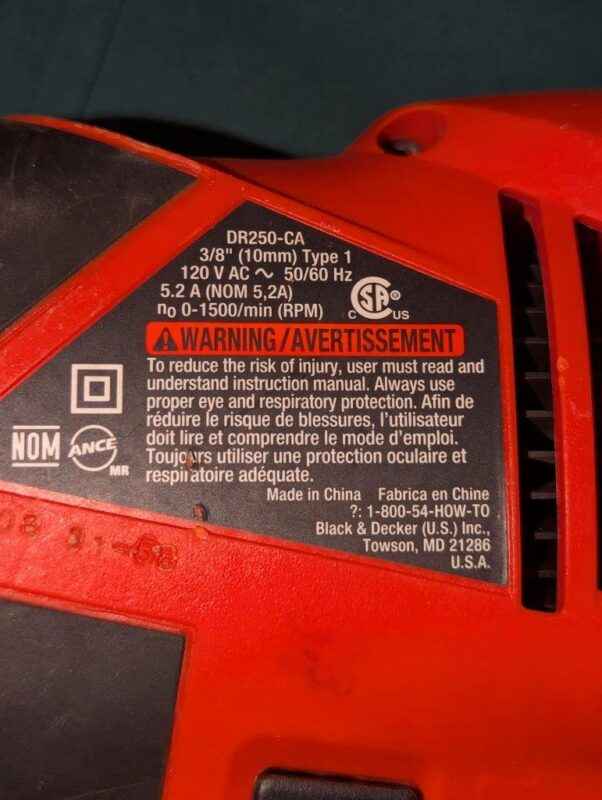 DR250-CA
3/8" (10mm) Type 1
120 V AC ~ 50/60 Hz
5.2 A (NOM 5,2A)
n0 0-1500/min (RPM)
C SA ® US
WARNING/AVERTISSEMENT
To reduce the risk of injury, user must read and
understand instruction manual. Always use
proper eye and respiratory protection. Afin de
réduire le risque de blessures, l'utilisateur
doit lire et comprendre le mode d'emploi.
Toujours utiliser une protection oculaire et
respiratoire adéquate.
NOM
ANCE
MR
Made in China Fabrica en Chine
?: 1-800-54-HOW-TO
Black & Decker (U.S.) Inc.,
Towson, MD 21286
U.S.A.